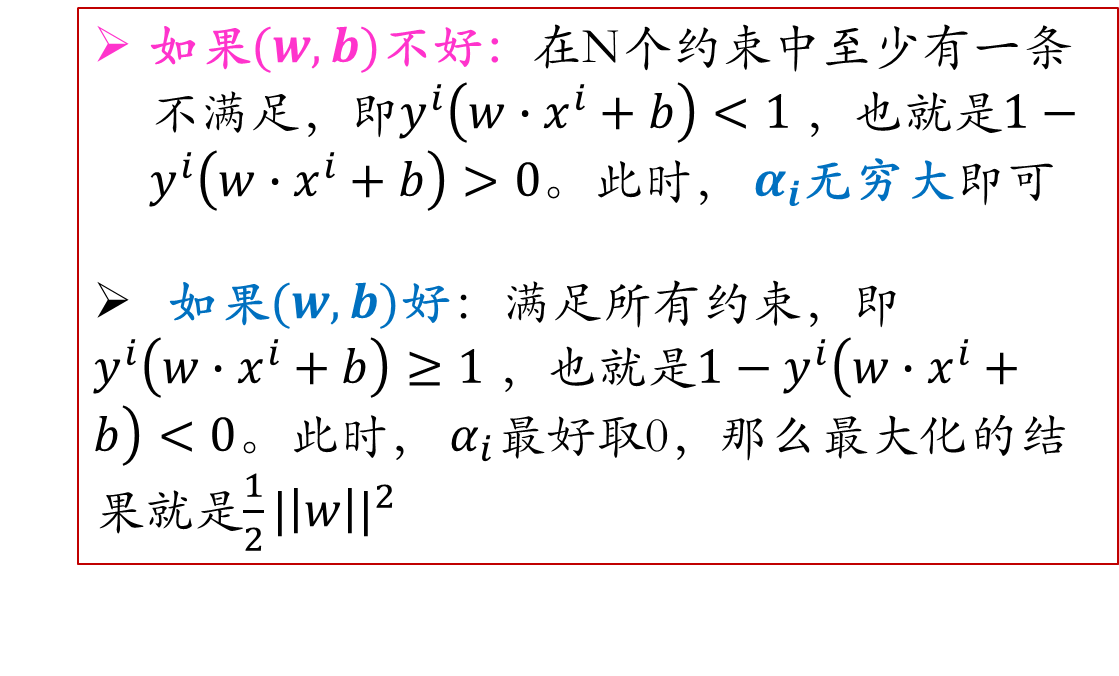 ➢ 如果(w, b)不好：在N个约束中至少有一条
不满足，即yⁱ(w · xⁱ + b) < 1 ，也就是1 −
yⁱ(w · xⁱ + b) > 0。此时， αᵢ无穷大即可
➢ 如果(w, b)好：满足所有约束，即
yⁱ(w · xⁱ + b) ≥ 1 ，也就是1 − yⁱ(w · xⁱ +
b) < 0。此时， αᵢ最好取0，那么最大化的结
果就是½||w||²